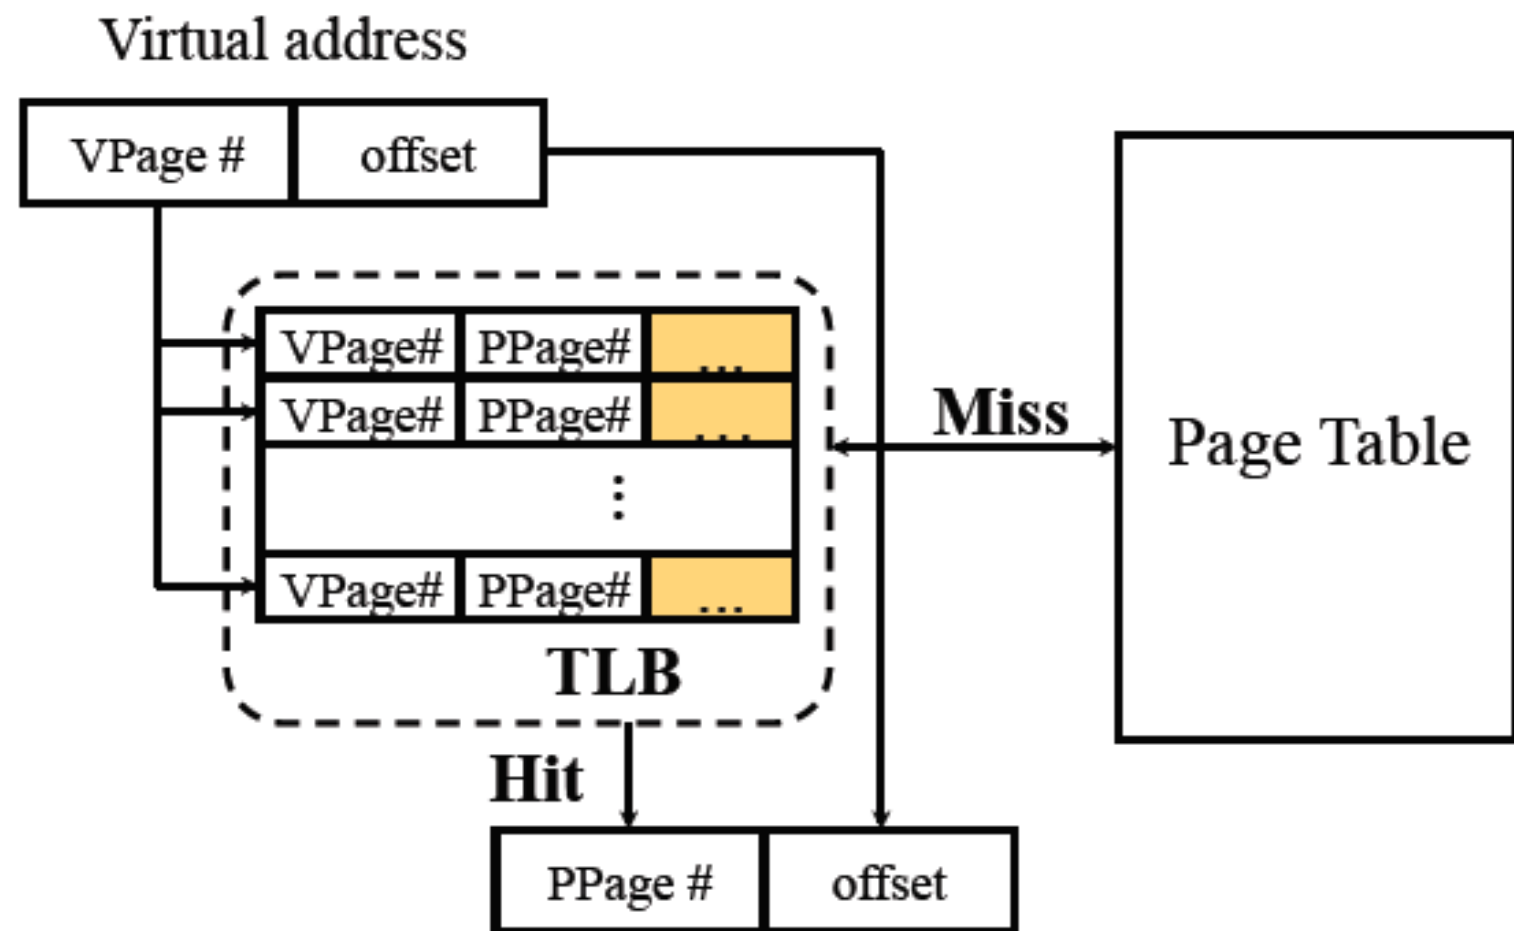 Virtual address
VPage # offset
VPage# PPage# ...
VPage# PPage# ...
Miss
Page Table
⋮
VPage# PPage# ...
TLB
Hit
PPage # offset